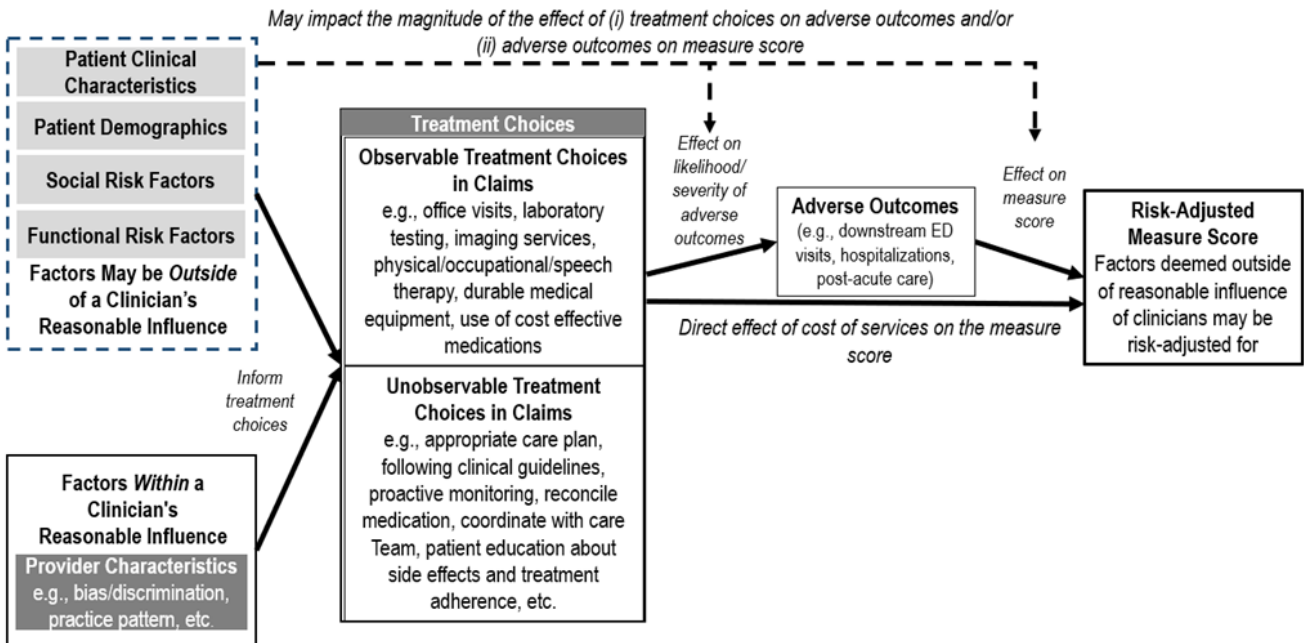 May impact the magnitude of the effect of (i) treatment choices on adverse outcomes and/or
(ii) adverse outcomes on measure score
Patient Clinical
Characteristics
Patient Demographics
Social Risk Factors
Functional Risk Factors
Factors May be Outside
of a Clinician's
Reasonable Influence
Inform
treatment
choices
Factors Within a
Clinician's
Reasonable Influence
Provider Characteristics
e.g., bias/discrimination,
practice pattern, etc.
Treatment Choices
Observable Treatment Choices
in Claims
e.g., office visits, laboratory
testing, imaging services,
physical/occupational/speech
therapy, durable medical
equipment, use of cost effective
medications
Unobservable Treatment
Choices in Claims
e.g., appropriate care plan,
following clinical guidelines,
proactive monitoring, reconcile
medication, coordinate with care
Team, patient education about
side effects and treatment
adherence, etc.
Effect on
likelihood/
severity of
adverse
outcomes
Adverse Outcomes
(e.g., downstream ED
visits, hospitalizations,
post-acute care)
Effect on
measure
score
Direct effect of cost of services on the measure
score
Risk-Adjusted
Measure Score
Factors deemed outside
of reasonable influence
of clinicians may be
risk-adjusted for